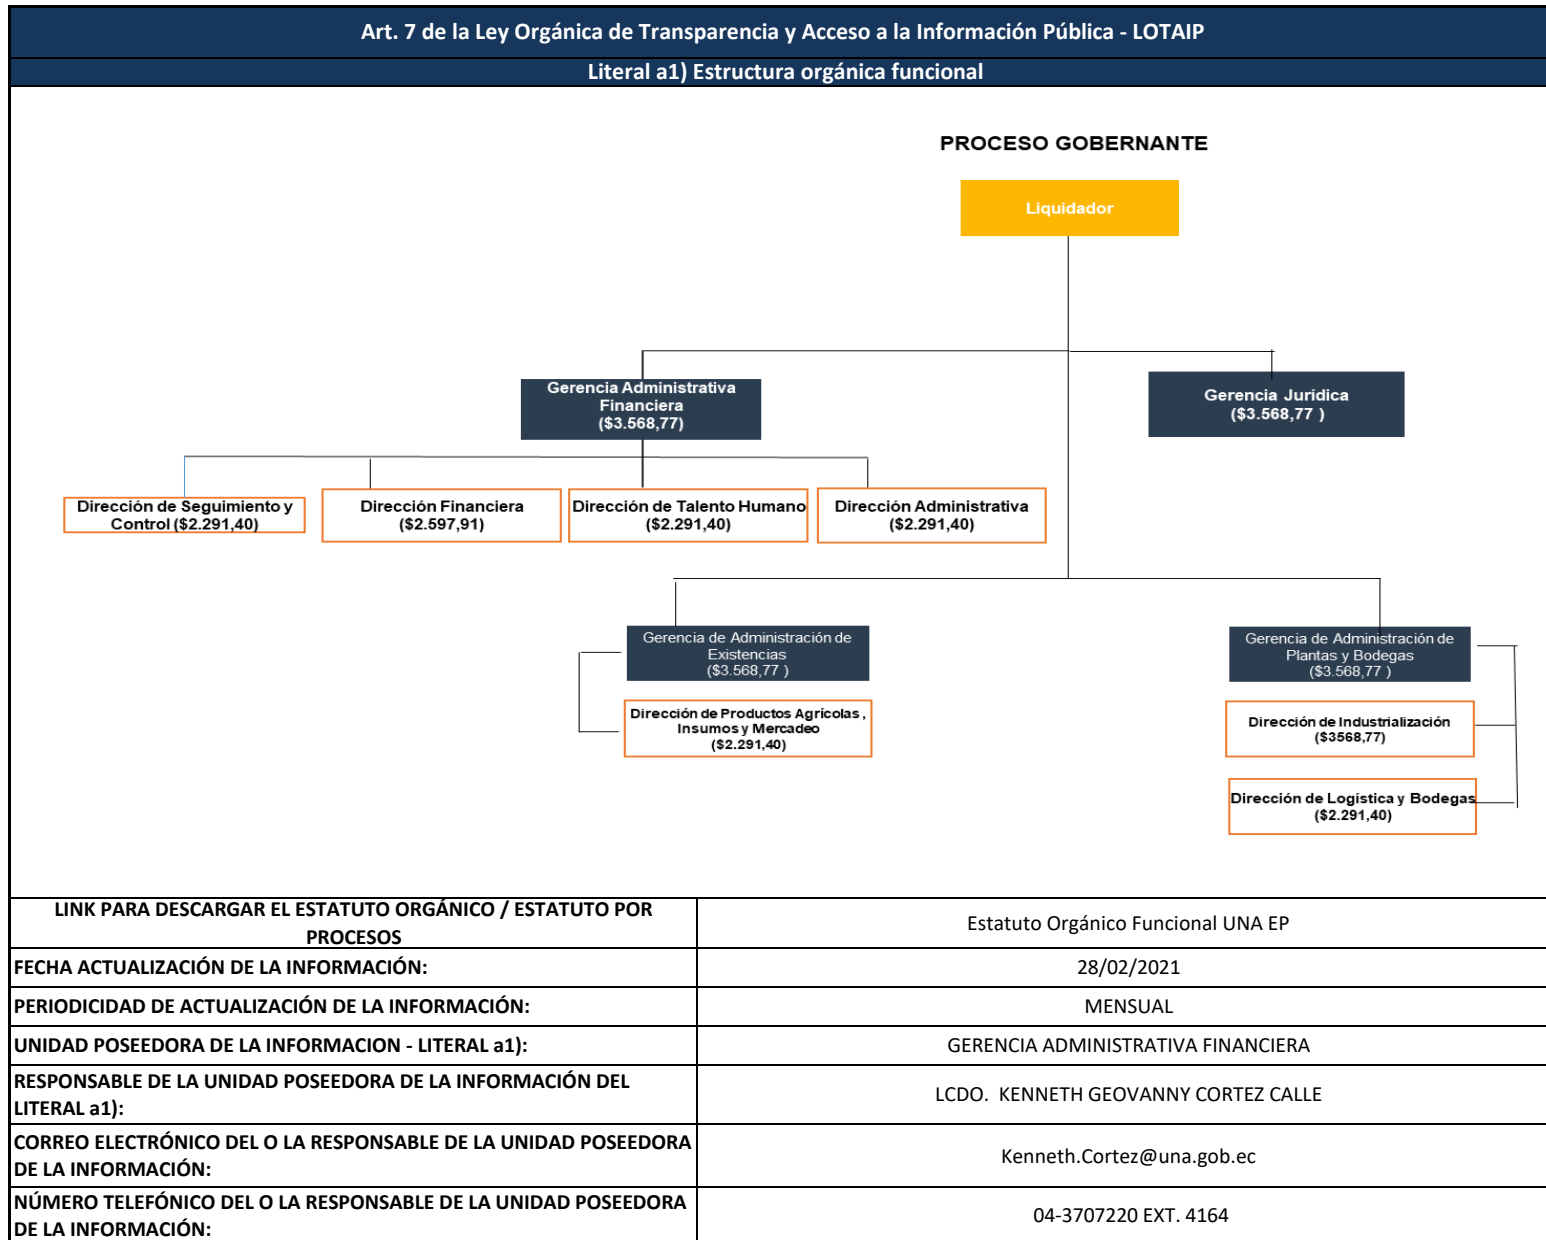 Art. 7 de la Ley Orgánica de Transparencia y Acceso a la Información Pública - LOTAIP
Literal a1) Estructura orgánica funcional
PROCESO GOBERNANTE
Liquidador
Gerencia Administrativa
Financiera
($3.568,77)
Gerencia Jurídica
($3.568,77 )
Dirección de Seguimiento y
Control ($2.291,40)
Dirección Financiera
($2.597,91)
Dirección de Talento Humano
($2.291,40)
Dirección Administrativa
($2.291,40)
Gerencia de Administración de
Existencias
($3.568,77 )
Gerencia de Administración de
Plantas y Bodegas
($3.568,77 )
Dirección de Productos Agrícolas ,
Insumos y Mercadeo
($2.291,40)
Dirección de Industrialización
($3568,77)
Dirección de Logística y Bodegas
($2.291,40)
LINK PARA DESCARGAR EL ESTATUTO ORGÁNICO / ESTATUTO POR
PROCESOS
Estatuto Orgánico Funcional UNA EP
FECHA ACTUALIZACIÓN DE LA INFORMACIÓN:
28/02/2021
PERIODICIDAD DE ACTUALIZACIÓN DE LA INFORMACIÓN:
MENSUAL
UNIDAD POSEEDORA DE LA INFORMACION - LITERAL a1):
GERENCIA ADMINISTRATIVA FINANCIERA
RESPONSABLE DE LA UNIDAD POSEEDORA DE LA INFORMACIÓN DEL
LITERAL a1):
LCDO.  KENNETH GEOVANNY CORTEZ CALLE
CORREO ELECTRÓNICO DEL O LA RESPONSABLE DE LA UNIDAD POSEEDORA
DE LA INFORMACIÓN:
Kenneth.Cortez@una.gob.ec
NÚMERO TELEFÓNICO DEL O LA RESPONSABLE DE LA UNIDAD POSEEDORA
DE LA INFORMACIÓN:
04-3707220 EXT. 4164